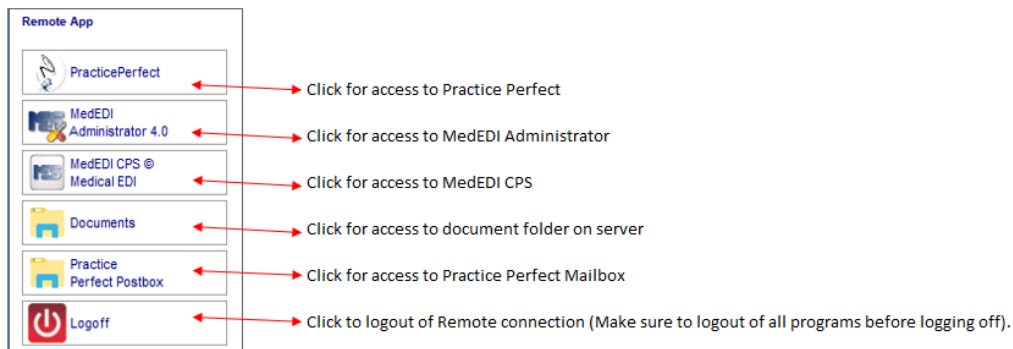 Remote App
PracticePerfect
Click for access to Practice Perfect
MedEDI
Administrator 4.0
Click for access to MedEDI Administrator
MedEDI CPS ©
Medical EDI
Click for access to MedEDI CPS
Documents
Click for access to document folder on server
Practice
Perfect Postbox
Click for access to Practice Perfect Mailbox
Logoff
Click to logout of Remote connection (Make sure to logout of all programs before logging off).